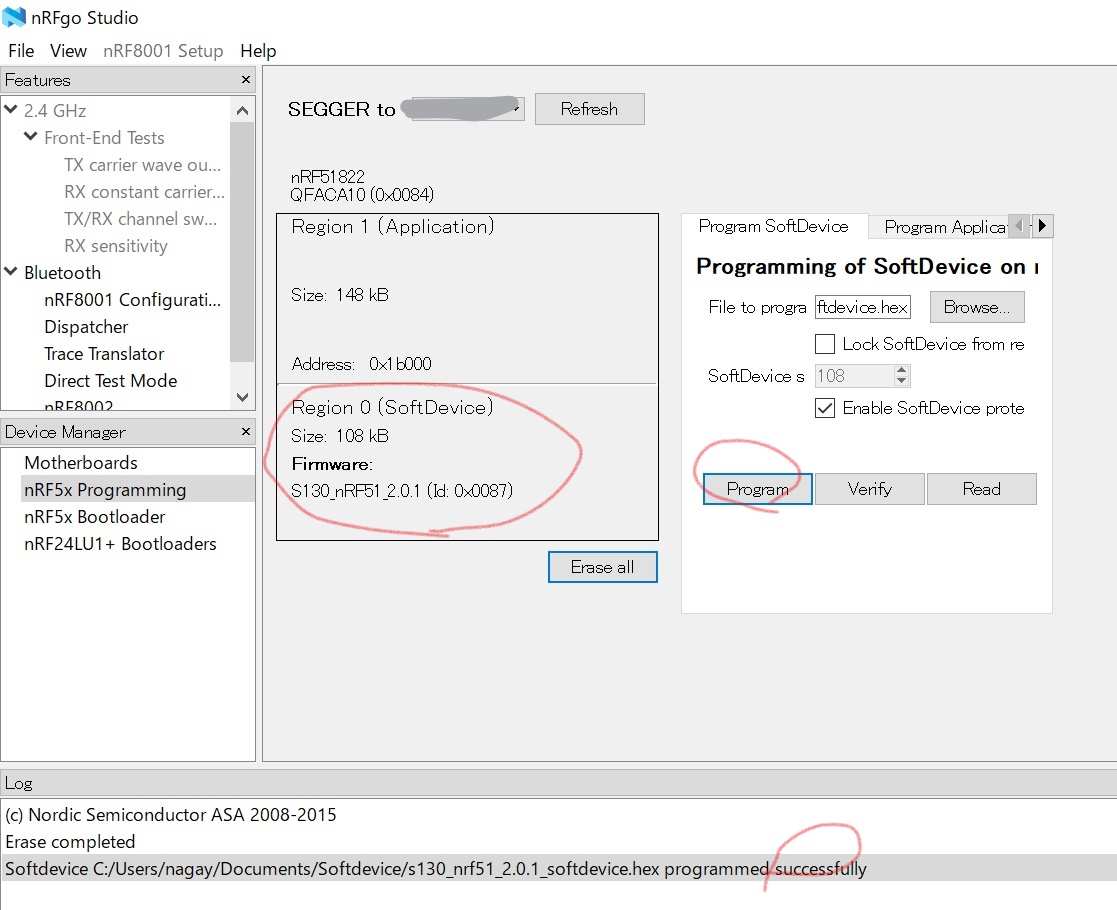 nRFgo Studio
File View nRF8001 Setup Help
Features ×
2.4 GHz
Front-End Tests
TX carrier wave ou...
RX constant carrier...
TX/RX channel sw...
RX sensitivity
Bluetooth
nRF8001 Configurati...
Dispatcher
Trace Translator
Direct Test Mode
nRF8002
Device Manager ×
Motherboards
nRF5x Programming
nRF5x Bootloader
nRF24LU1+ Bootloaders
SEGGER to
Refresh
nRF51822
QFACA10 (0x0084)
Region 1 (Application)
Size: 148 kB
Address: 0x1b000
Region 0 (SoftDevice)
Size: 108 kB
Firmware:
S130_nRF51_2.0.1 (Id: 0x0087)
Erase all
Program SoftDevice Program Applica
Programming of SoftDevice on
File to progra ftdevice.hex Browse...
Lock SoftDevice from re
SoftDevice s 108
Enable SoftDevice prote
Program Verify Read
Log
(c) Nordic Semiconductor ASA 2008-2015
Erase completed
Softdevice C:/Users/nagay/Documents/Softdevice/s130_nrf51_2.0.1_softdevice.hex programmed successfully